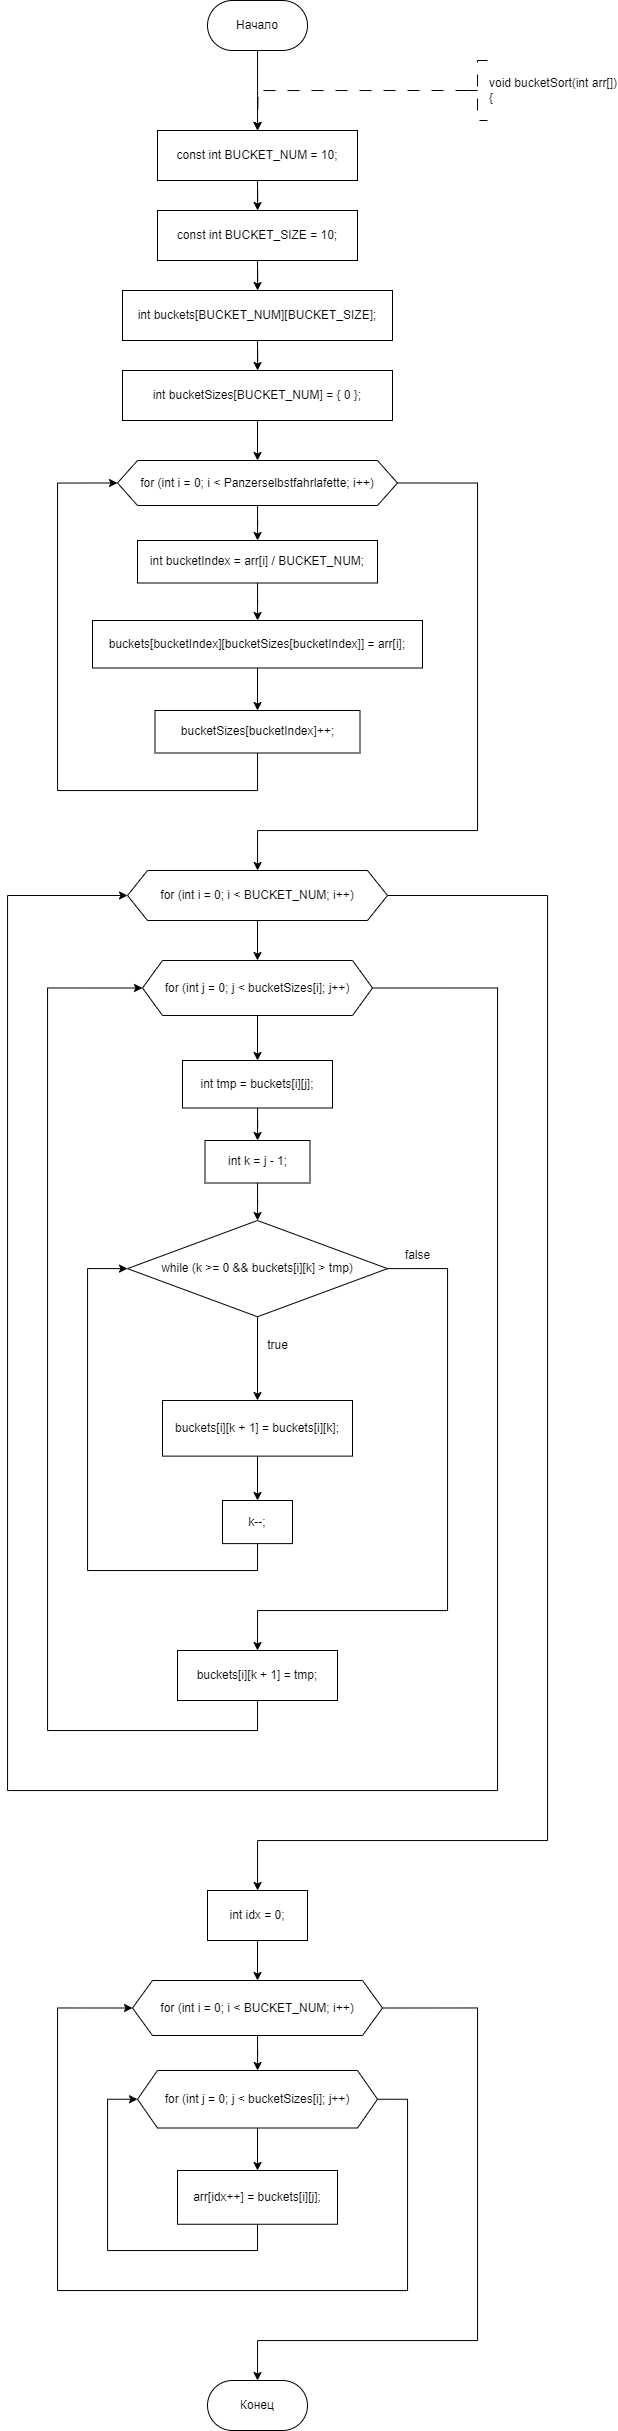 Начало
void bucketSort(int arr[])
{
const int BUCKET_NUM = 10;
const int BUCKET_SIZE = 10;
int buckets[BUCKET_NUM][BUCKET_SIZE];
int bucketSizes[BUCKET_NUM] = { 0 };
for (int i = 0; i < Panzerselbstfahrlafette; i++)
int bucketIndex = arr[i] / BUCKET_NUM;
buckets[bucketIndex][bucketSizes[bucketIndex]] = arr[i];
bucketSizes[bucketIndex]++;
for (int i = 0; i < BUCKET_NUM; i++)
for (int j = 0; j < bucketSizes[i]; j++)
int tmp = buckets[i][j];
int k = j - 1;
while (k >= 0 && buckets[i][k] > tmp)
false
true
buckets[i][k + 1] = buckets[i][k];
k--;
buckets[i][k + 1] = tmp;
int idx = 0;
for (int i = 0; i < BUCKET_NUM; i++)
for (int j = 0; j < bucketSizes[i]; j++)
arr[idx++] = buckets[i][j];
Конец